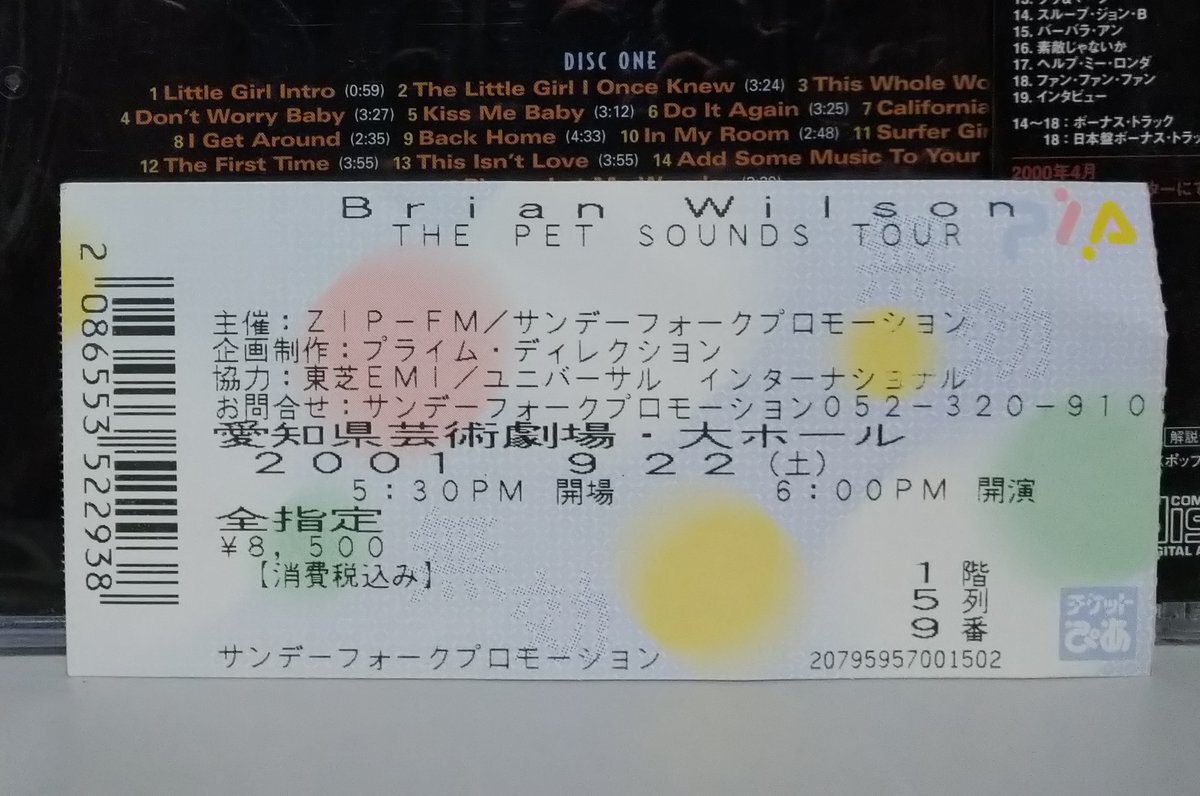 DISC ONE
1 Little Girl Intro (0:59) 2 The Little Girl I Once Knew (3:24) 3 This Whole Wo
4 Don't Worry Baby (3:27) 5 Kiss Me Baby (3:12) 6 Do It Again (3:25) 7 California
8 I Get Around (2:35) 9 Back Home (4:33) 10 In My Room (2:48) 11 Surfer Gir
12 The First Time (3:55) 13 This Isn't Love (3:55) 14 Add Some Music To Your
14. スループ・ジョン・B
15. バーバラ・アン
16. 素敵じゃないか
17. ヘルプ・ミー・ロンダ
18. ファン・ファン・ファン
19. インタビュー
14〜18：ボーナス・トラック
18：日本盤ボーナス・トラッ
2000年4月
Brian Wilson
THE PET SOUNDS TOUR
PIA
主催：ZIP－FM／サンデーフォークプロモーション
企画制作：プライム・ディレクション
協力：東芝EMI／ユニバーサル インターナショナル
お問合せ：サンデーフォークプロモーション052－320－910
愛知県芸術劇場・大ホール
2001 9 22（土）
5：30PM 開場 6：00PM 開演
全指定
￥8,500
【消費税込み】
1 階
5 列
9 番
サンデーフォークプロモーション
20795957001502
チケットぴあ
2 086553 522938
無効
無効
解説
COM
DIGITAL A